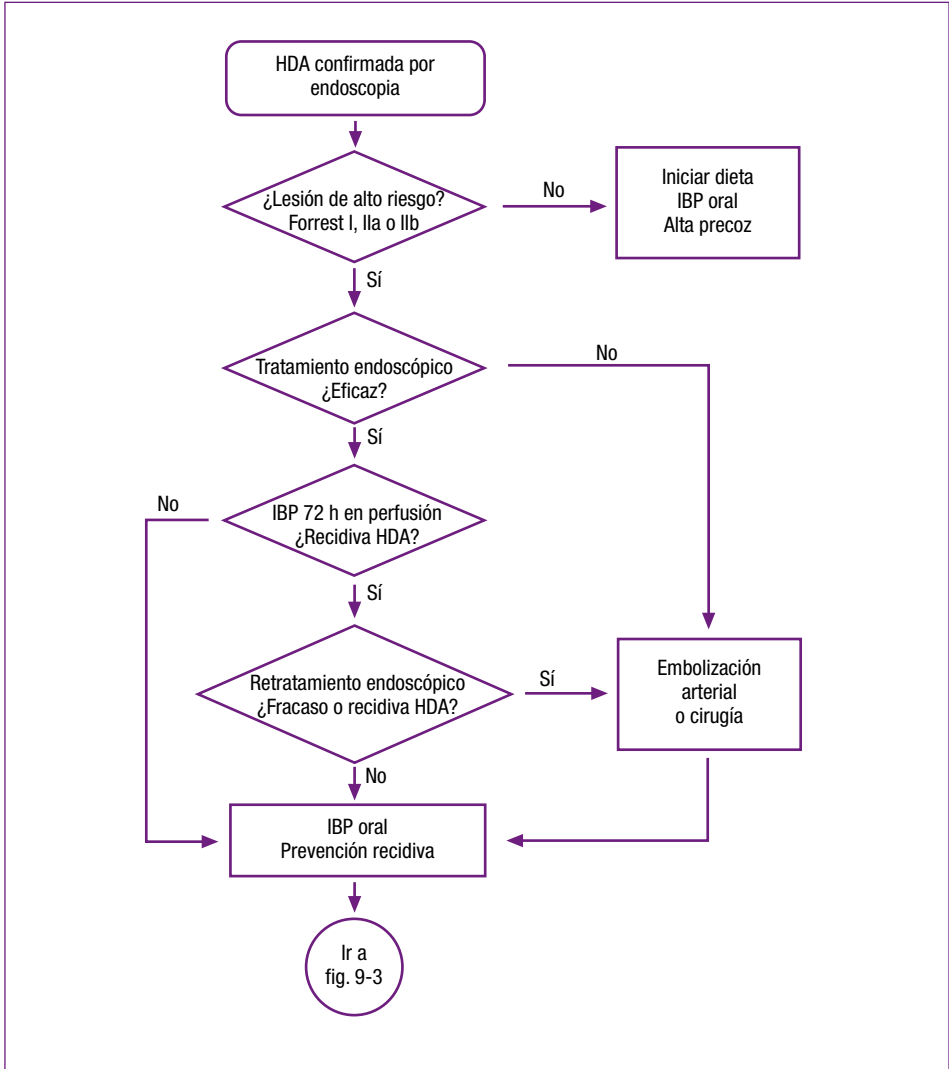 HDA confirmada por
endoscopia
¿Lesión de alto riesgo?
Forrest I, IIa o IIb
No
Iniciar dieta
IBP oral
Alta precoz
Sí
Tratamiento endoscópico
¿Eficaz?
No
Sí
IBP 72 h en perfusión
¿Recidiva HDA?
No
Sí
Retratamiento endoscópico
¿Fracaso o recidiva HDA?
Sí
Embolización
arterial
o cirugía
No
IBP oral
Prevención recidiva
Ir a
fig. 9-3